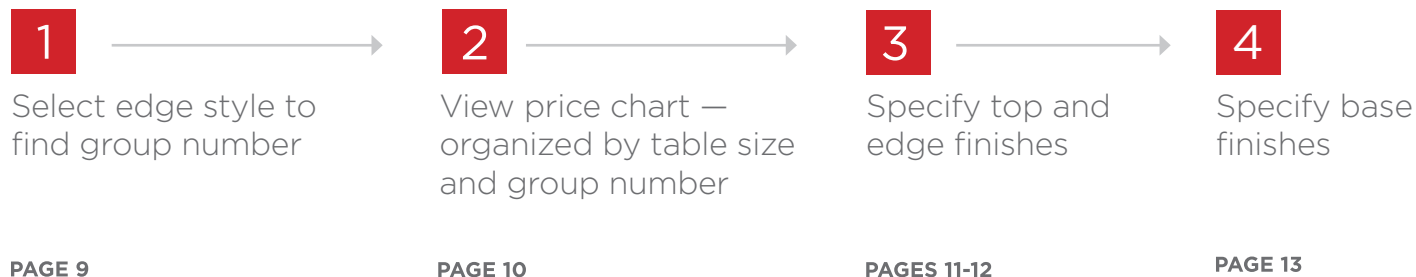 1
Select edge style to
find group number
PAGE 9
2
View price chart —
organized by table size
and group number
PAGE 10
3
Specify top and
edge finishes
PAGES 11-12
4
Specify base
finishes
PAGE 13